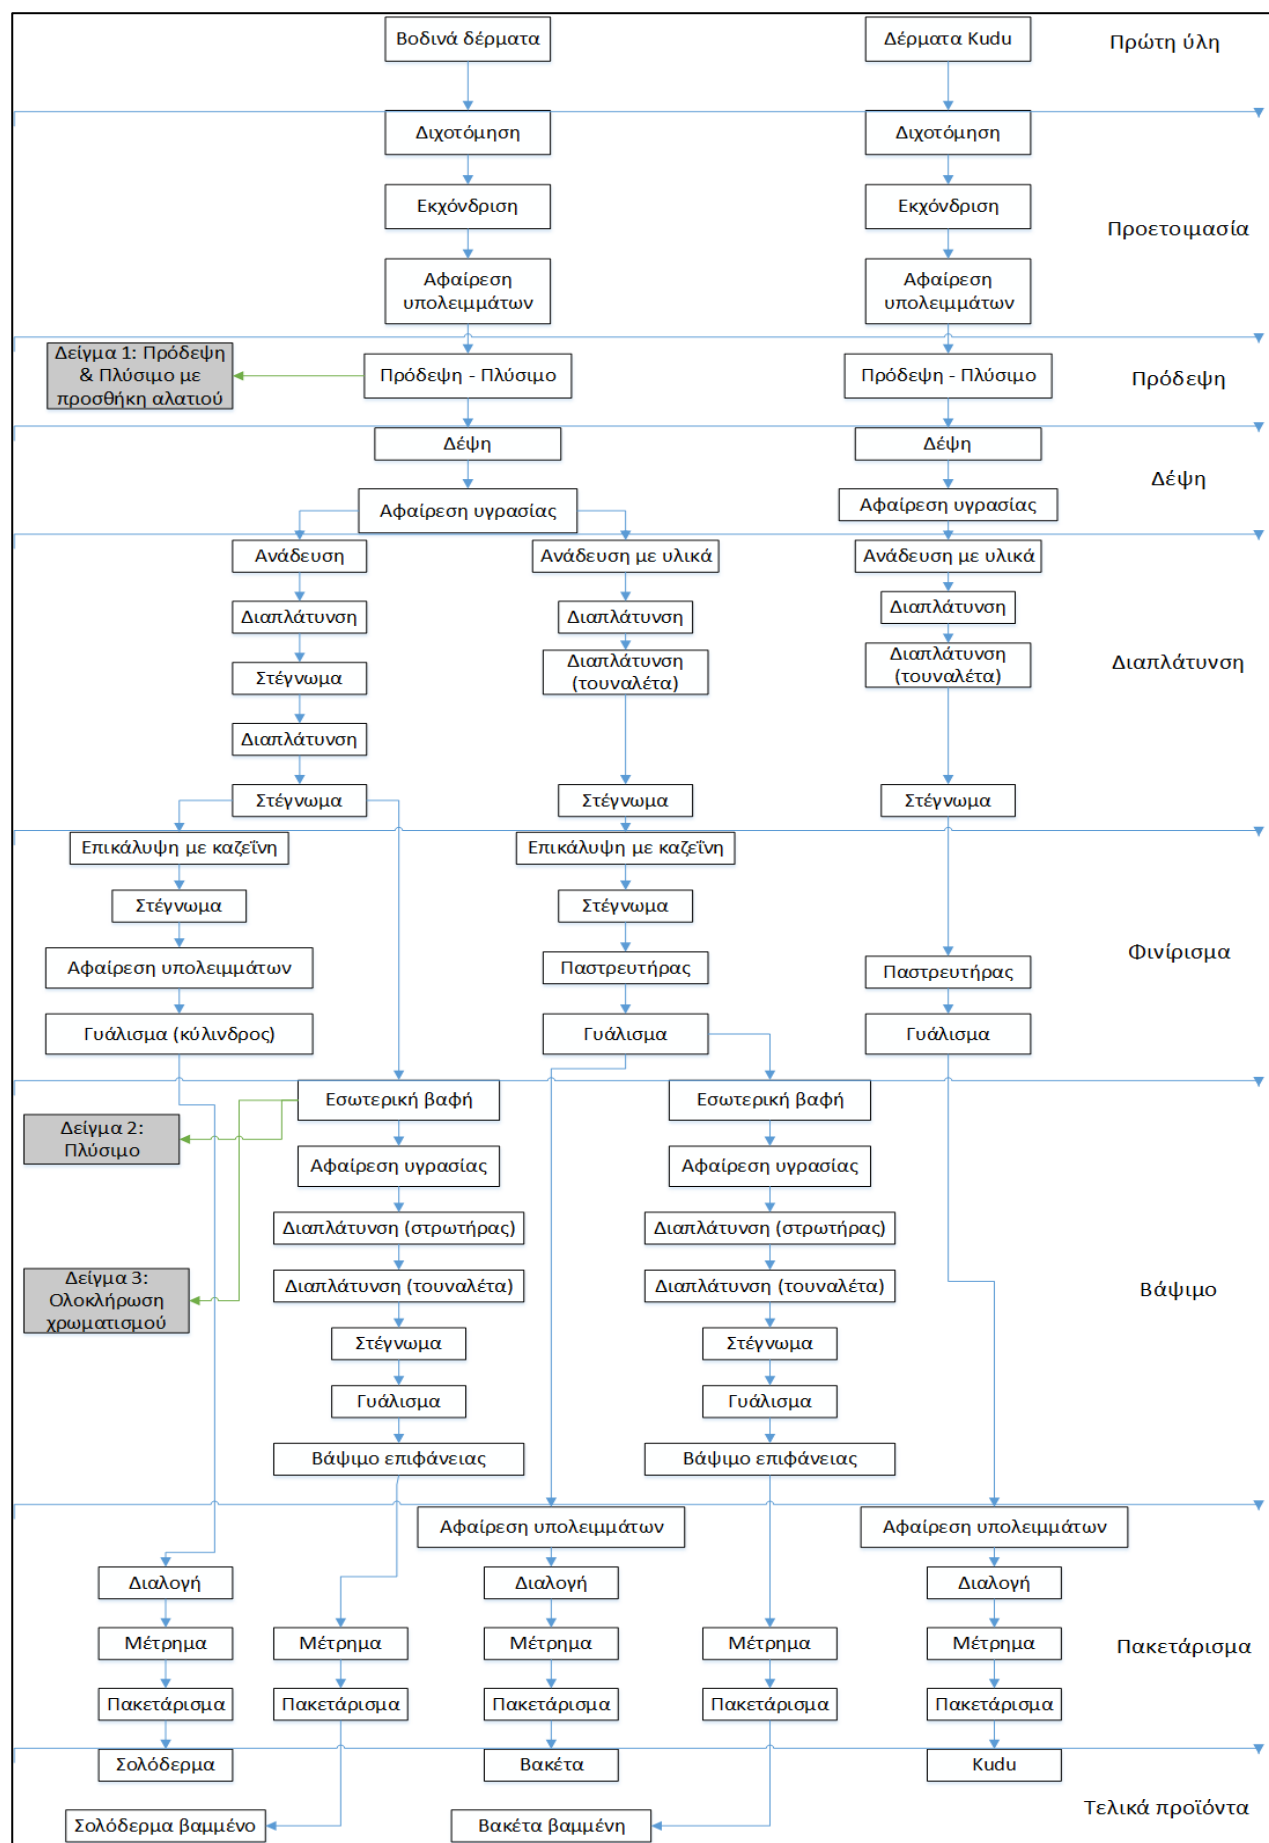 Βοδινά δέρματα
Δέρματα Kudu
Πρώτη ύλη
Διχοτόμηση
Διχοτόμηση
Εκχόνδριση
Εκχόνδριση
Προετοιμασία
Αφαίρεση
υπολειμμάτων
Αφαίρεση
υπολειμμάτων
Δείγμα 1: Πρόδεψη
& Πλύσιμο με
προσθήκη αλατιού
Πρόδεψη - Πλύσιμο
Πρόδεψη - Πλύσιμο
Πρόδεψη
Δέψη
Δέψη
Δέψη
Αφαίρεση υγρασίας
Αφαίρεση υγρασίας
Ανάδευση
Ανάδευση με υλικά
Ανάδευση με υλικά
Διαπλάτυνση
Διαπλάτυνση
Διαπλάτυνση
Στέγνωμα
Διαπλάτυνση
(τουναλέτα)
Διαπλάτυνση
(τουναλέτα)
Διαπλάτυνση
Διαπλάτυνση
Στέγνωμα
Στέγνωμα
Στέγνωμα
Επικάλυψη με καζεΐνη
Επικάλυψη με καζεΐνη
Στέγνωμα
Στέγνωμα
Φινίρισμα
Αφαίρεση υπολειμμάτων
Παστρευτήρας
Παστρευτήρας
Γυάλισμα (κύλινδρος)
Γυάλισμα
Γυάλισμα
Εσωτερική βαφή
Εσωτερική βαφή
Δείγμα 2:
Πλύσιμο
Αφαίρεση υγρασίας
Αφαίρεση υγρασίας
Διαπλάτυνση (στρωτήρας)
Διαπλάτυνση (στρωτήρας)
Δείγμα 3:
Ολοκλήρωση
χρωματισμού
Διαπλάτυνση (τουναλέτα)
Διαπλάτυνση (τουναλέτα)
Βάψιμο
Στέγνωμα
Στέγνωμα
Γυάλισμα
Γυάλισμα
Βάψιμο επιφάνειας
Βάψιμο επιφάνειας
Αφαίρεση υπολειμμάτων
Αφαίρεση υπολειμμάτων
Διαλογή
Διαλογή
Διαλογή
Μέτρημα
Μέτρημα
Μέτρημα
Μέτρημα
Μέτρημα
Πακετάρισμα
Πακετάρισμα
Πακετάρισμα
Πακετάρισμα
Πακετάρισμα
Πακετάρισμα
Σολόδερμα
Βακέτα
Kudu
Τελικά προϊόντα
Σολόδερμα βαμμένο
Βακέτα βαμμένη